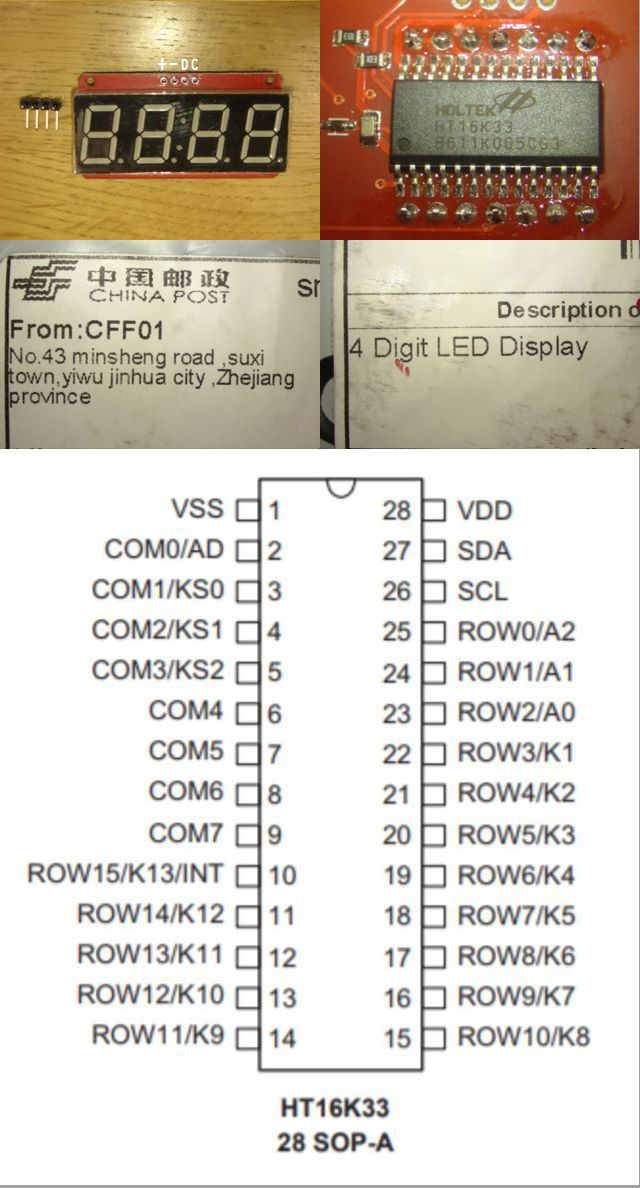 +-DC
103
103
HOLTEK
HT16K33
B611K005CG3
中国邮政
CHINA POST
From:CFF01
No.43 minsheng road ,suxi
town,yiwu jinhua city ,Zhejiang
province
Description
4 Digit LED Display
VSS 1 28 VDD
COM0/AD 2 27 SDA
COM1/KS0 3 26 SCL
COM2/KS1 4 25 ROW0/A2
COM3/KS2 5 24 ROW1/A1
COM4 6 23 ROW2/A0
COM5 7 22 ROW3/K1
COM6 8 21 ROW4/K2
COM7 9 20 ROW5/K3
ROW15/K13/INT 10 19 ROW6/K4
ROW14/K12 11 18 ROW7/K5
ROW13/K11 12 17 ROW8/K6
ROW12/K10 13 16 ROW9/K7
ROW11/K9 14 15 ROW10/K8
HT16K33
28 SOP-A